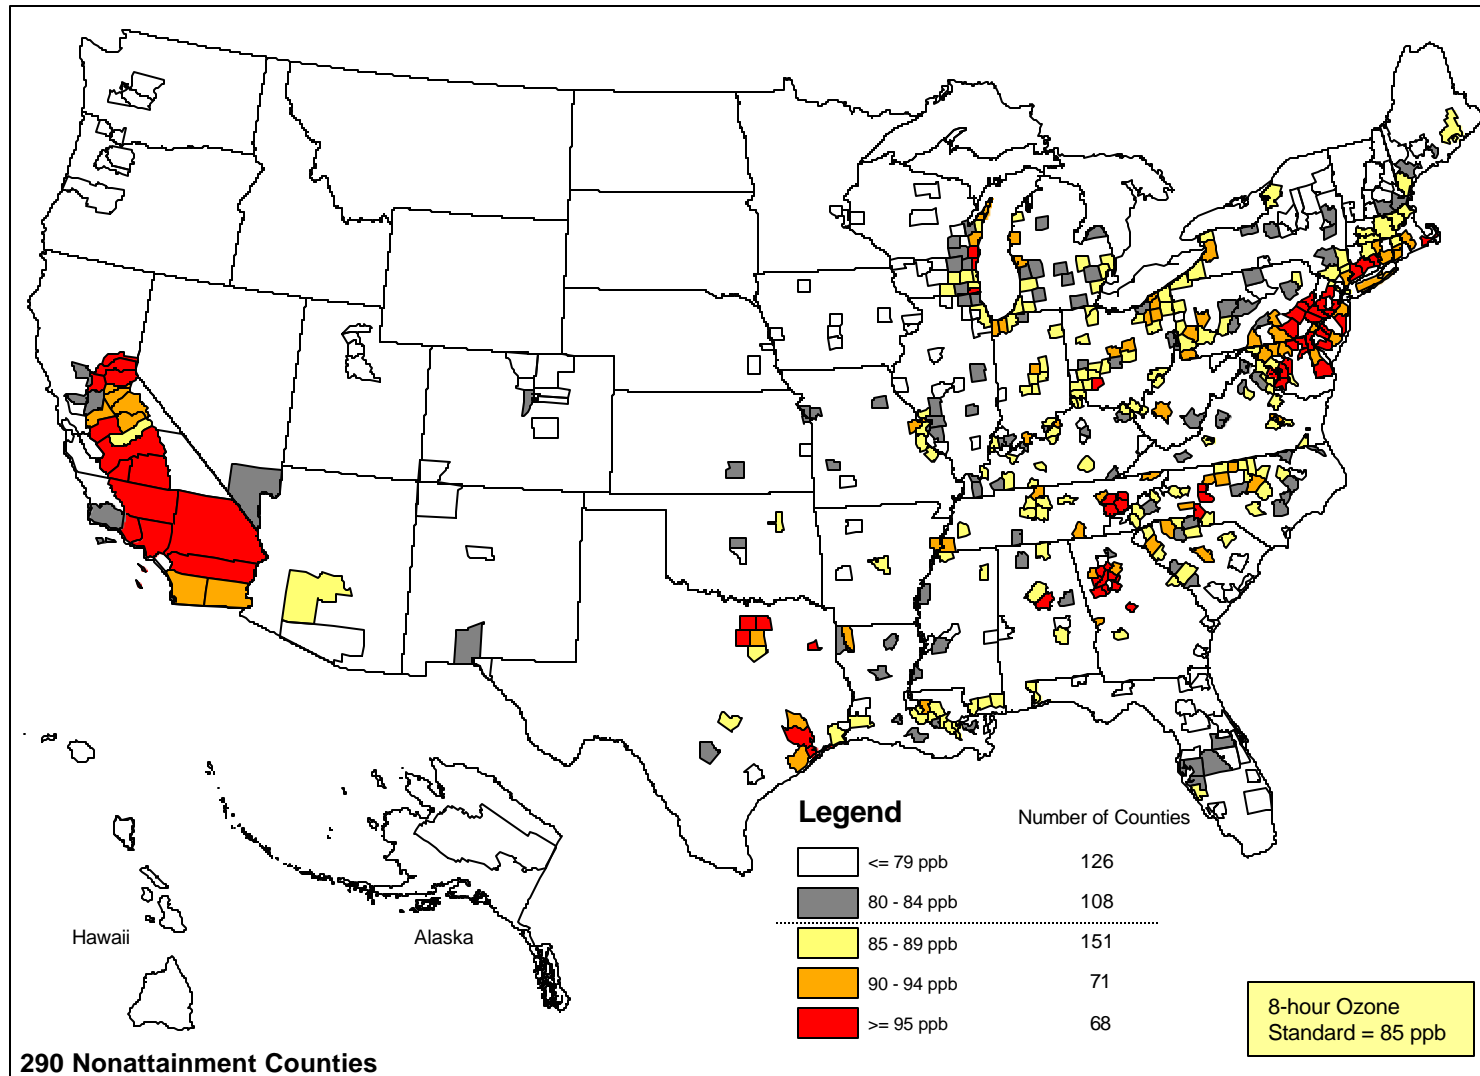 Legend
Number of Counties
<= 79 ppb 126
80 - 84 ppb 108
85 - 89 ppb 151
90 - 94 ppb 71
>= 95 ppb 68
Hawaii
Alaska
8-hour Ozone
Standard = 85 ppb
290 Nonattainment Counties